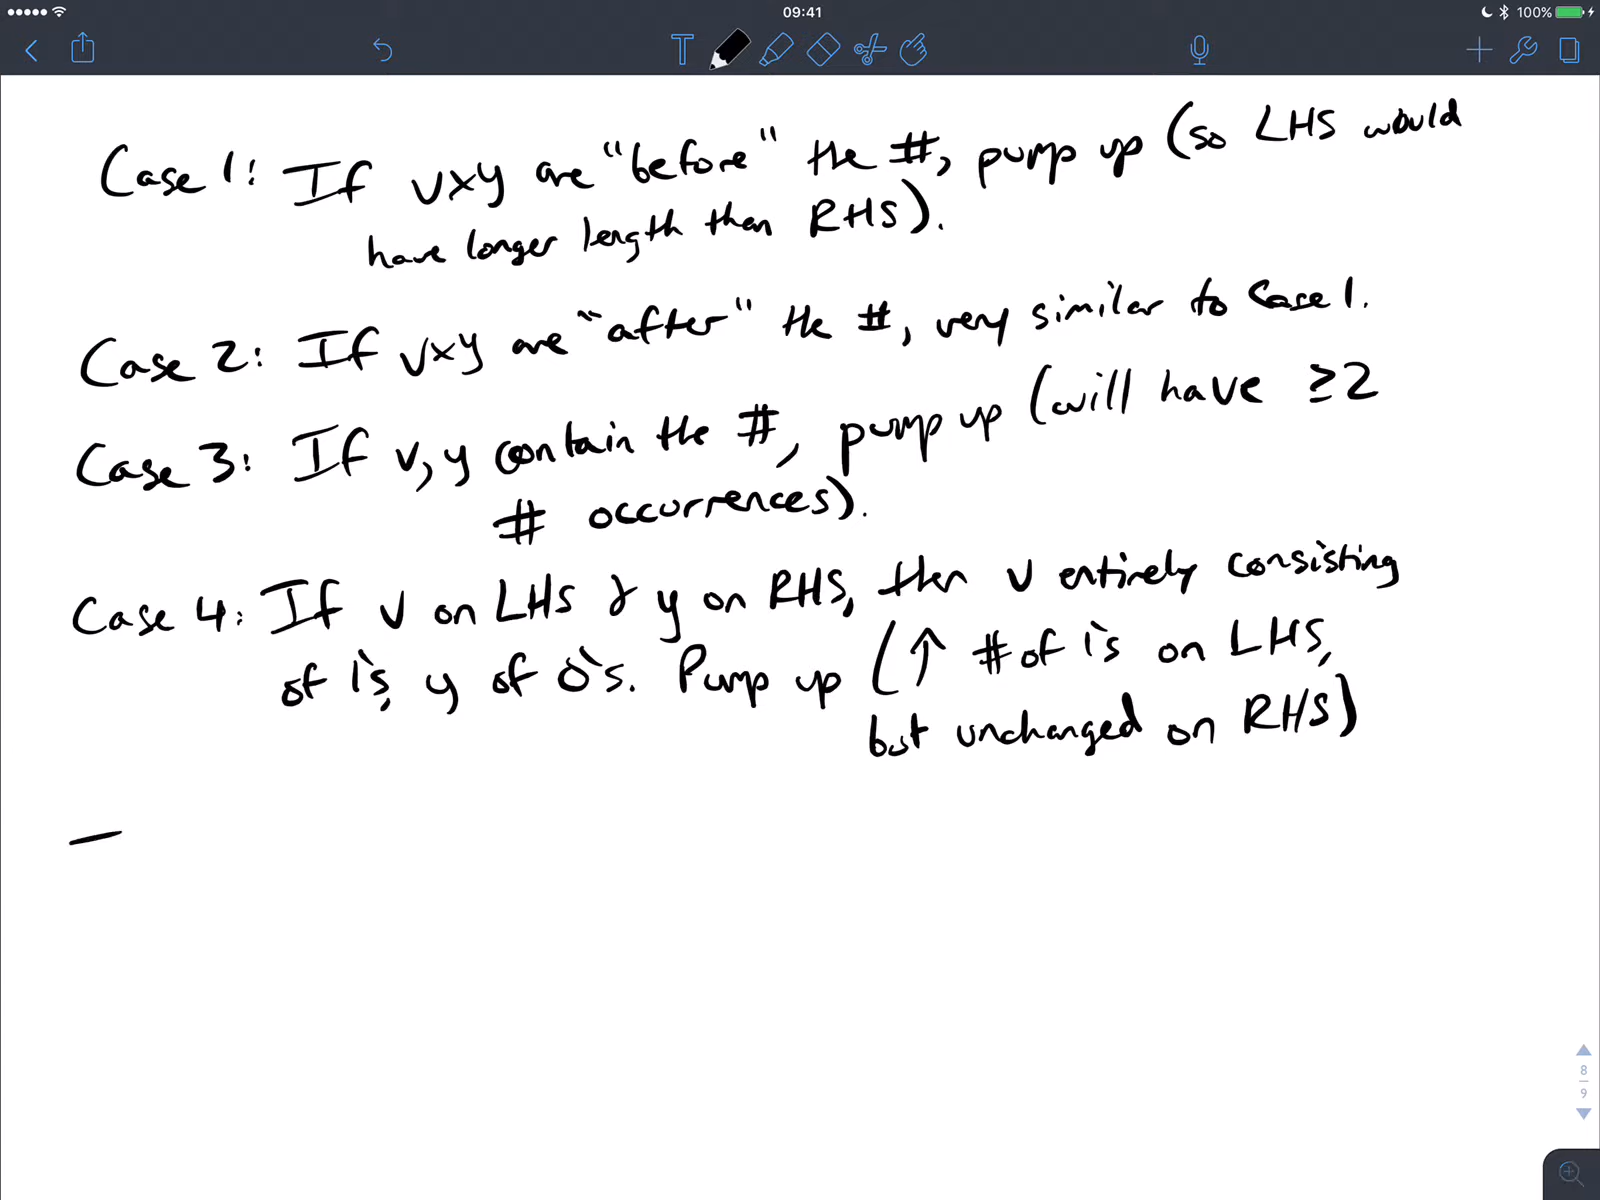 09:41
100%
T
Case 1: If vxy are "before" the #, pump up (so LHS would
have longer length than RHS).
Case 2: If vxy are "after" the #, very similar to Case 1.
Case 3: If v, y contain the #, pump up (will have ≥2
# occurrences).
Case 4: If v on LHS & y on RHS, then v entirely consisting
of 1's, y of 0's. Pump up (↑ # of 1's on LHS,
but unchanged on RHS)
8
9